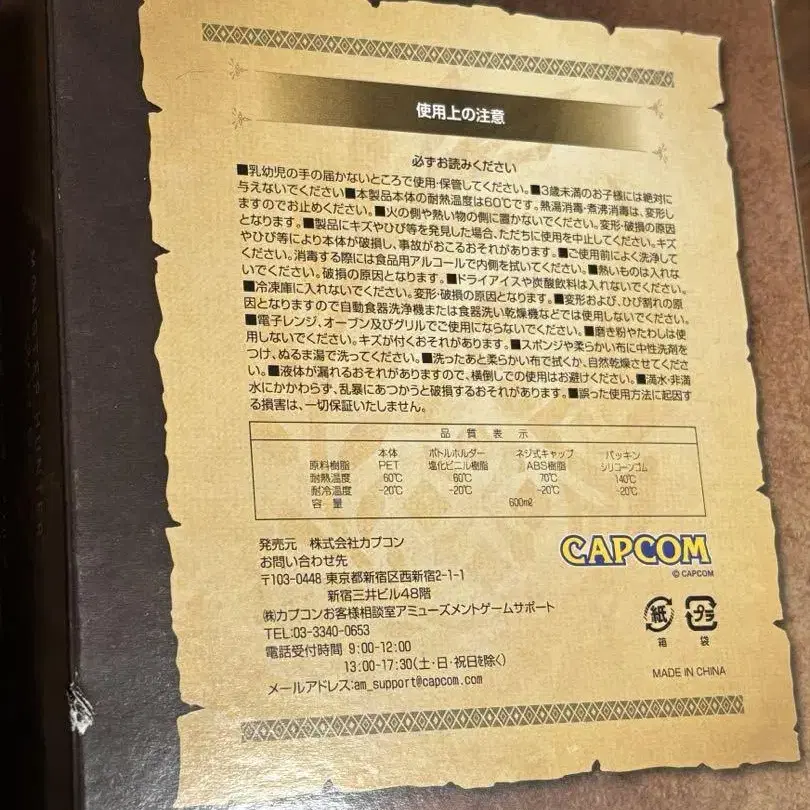 使用上の注意
必ずお読みください
■乳幼児の手の届かないところで使用・保管してください。■3歳未満のお子様には絶対に
与えないでください■本製品本体の耐熱温度は60℃です。熱湯消毒・煮沸消毒は、変形し
ますのでお止めください。■火の側や熱い物の側に置かないでください。変形・破損の原因
となります。■製品にキズやひび等を発見した場合、ただちに使用を中止してください。キズ
やひび等により本体が破損し、事故がおこるおそれがあります。■ご使用前によく洗浄して
ください。消毒する際には食品用アルコールで内側を拭いてください。■熱いものは入れな
いでください。破損の原因となります。■ドライアイスや炭酸飲料は入れないでください。
■冷凍庫に入れないでください。変形・破損の原因となります。■変形および、ひび割れの原
因となりますので自動食器洗浄機または食器洗い乾燥機などでは使用しないでください。
■電子レンジ、オーブン及びグリルでご使用にならないでください。■磨き粉やたわしは使
用しないでください。キズが付くおそれがあります。■スポンジや柔らかい布に中性洗剤を
つけ、ぬるま湯で洗ってください。■洗ったあと柔らかい布で拭くか、自然乾燥させてくださ
い。■液体が漏れるおそれがありますので、横倒しでの使用はお避けください。■満水・非満
水にかかわらず、乱暴にあつかうと破損するおそれがあります。■誤った使用方法に起因す
る損害は、一切保証いたしません。
品質表示
本体 ボトルホルダー ネジ式キャップ パッキン
原料樹脂 PET 塩化ビニル樹脂 ABS樹脂 シリコーンゴム
耐熱温度 60℃ 60℃ 70℃ 140℃
耐冷温度 -20℃ -20℃ -20℃ -20℃
容量 600㎖
発売元 株式会社カプコン
お問い合わせ先
〒103-0448 東京都新宿区西新宿2-1-1
新宿三井ビル48階
㈱カプコンお客様相談室アミューズメントゲームサポート
TEL:03-3340-0653
電話受付時間 9:00-12:00
13:00-17:30(土・日・祝日を除く)
メールアドレス:am_support@capcom.com
CAPCOM
© CAPCOM
紙 プラ
箱 袋
MADE IN CHINA